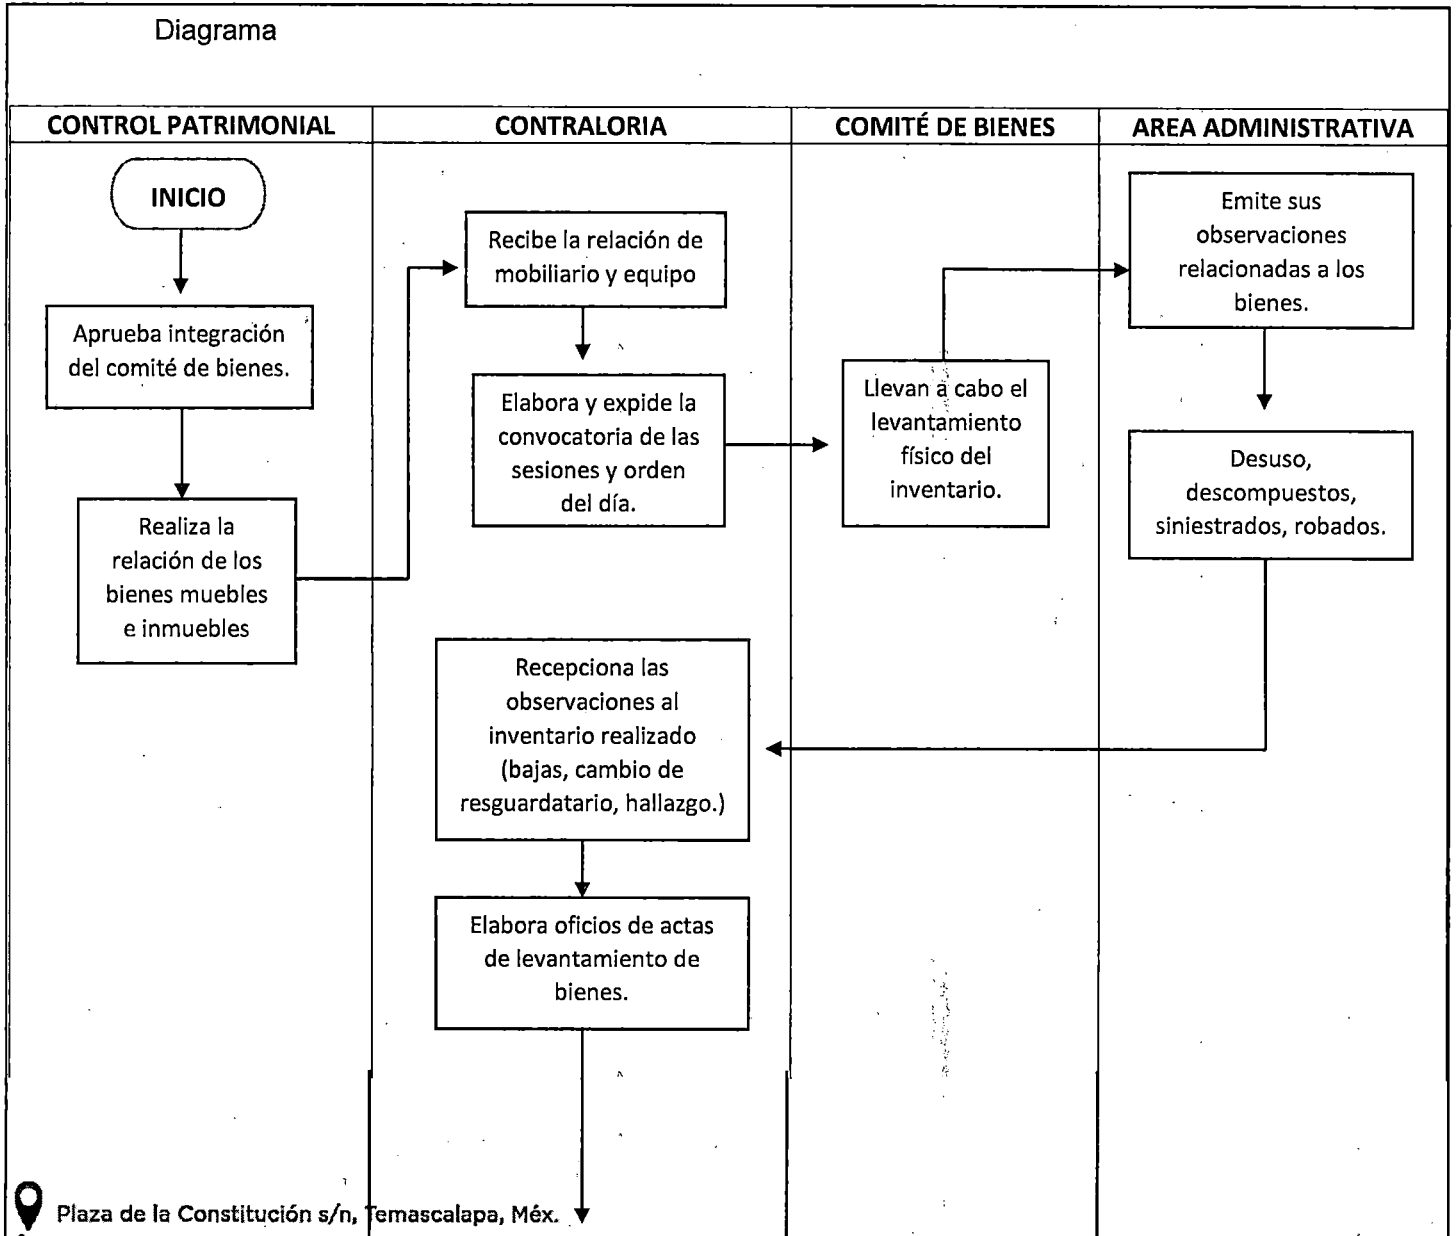 Diagrama
CONTROL PATRIMONIAL
CONTRALORIA
COMITÉ DE BIENES
AREA ADMINISTRATIVA
INICIO
Aprueba integración
del comité de bienes.
Realiza la
relación de los
bienes muebles
e inmuebles
Recibe la relación de
mobiliario y equipo
Elabora y expide la
convocatoria de las
sesiones y orden
del día.
Llevan a cabo el
levantamiento
físico del
inventario.
Emite sus
observaciones
relacionadas a los
bienes.
Desuso,
descompuestos,
siniestrados, robados.
Recepciona las
observaciones al
inventario realizado
(bajas, cambio de
resguardatario, hallazgo.)
Elabora oficios de actas
de levantamiento de
bienes.
Plaza de la Constitución s/n, Temascalapa, Méx.